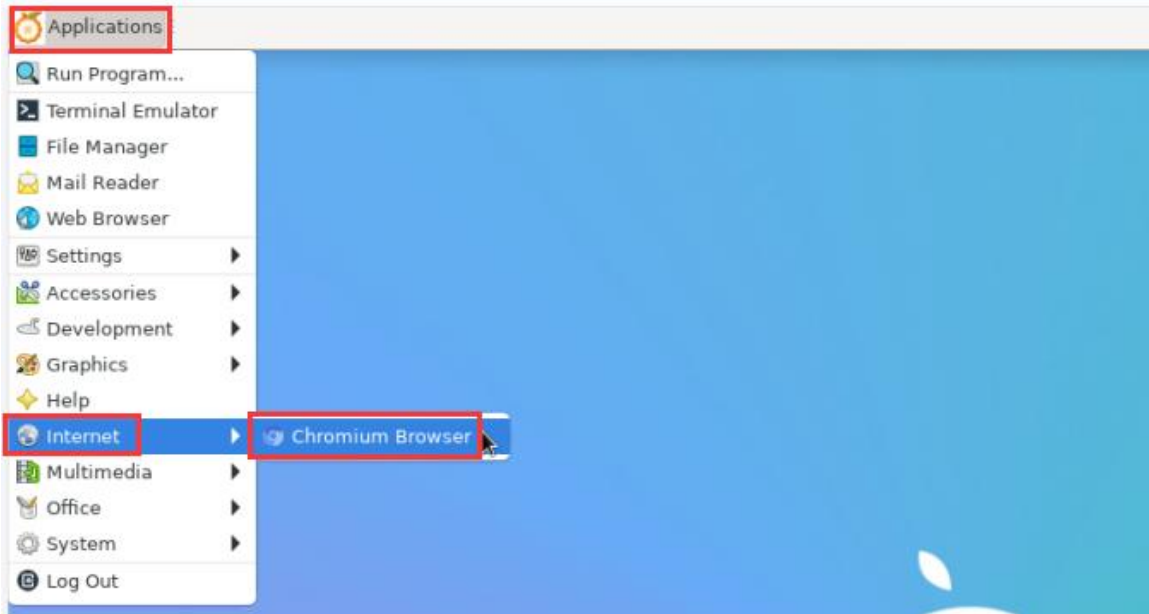 Applications
Run Program...
Terminal Emulator
File Manager
Mail Reader
Web Browser
Settings
Accessories
Development
Graphics
Help
Internet
Chromium Browser
Multimedia
Office
System
Log Out